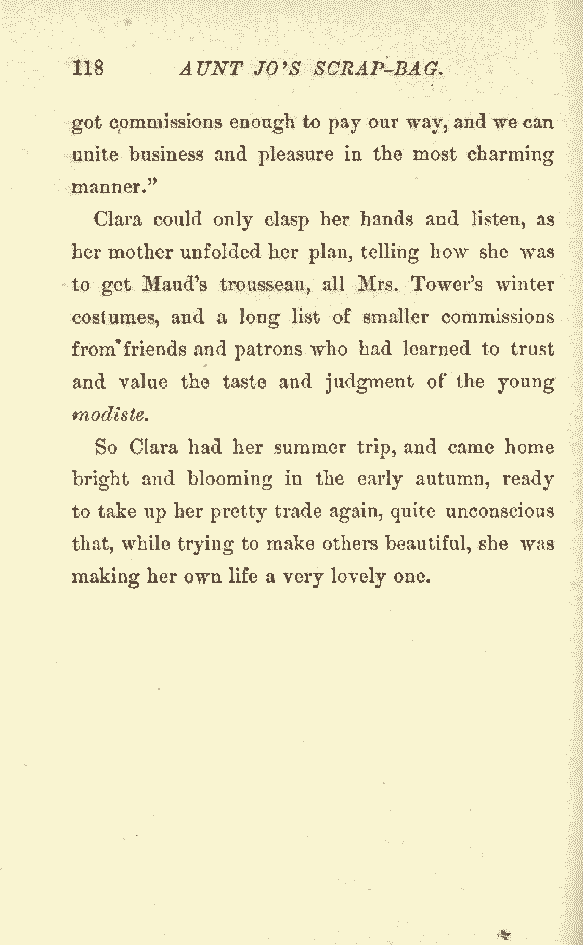 118 AUNT JO'S SCRAP-BAG.
got commissions enough to pay our way, and we can
unite business and pleasure in the most charming
manner."
Clara could only clasp her hands and listen, as
her mother unfolded her plan, telling how she was
to get Maud's trousseau, all Mrs. Tower's winter
costumes, and a long list of smaller commissions
from friends and patrons who had learned to trust
and value the taste and judgment of the young
modiste.
So Clara had her summer trip, and came home
bright and blooming in the early autumn, ready
to take up her pretty trade again, quite unconscious
that, while trying to make others beautiful, she was
making her own life a very lovely one.